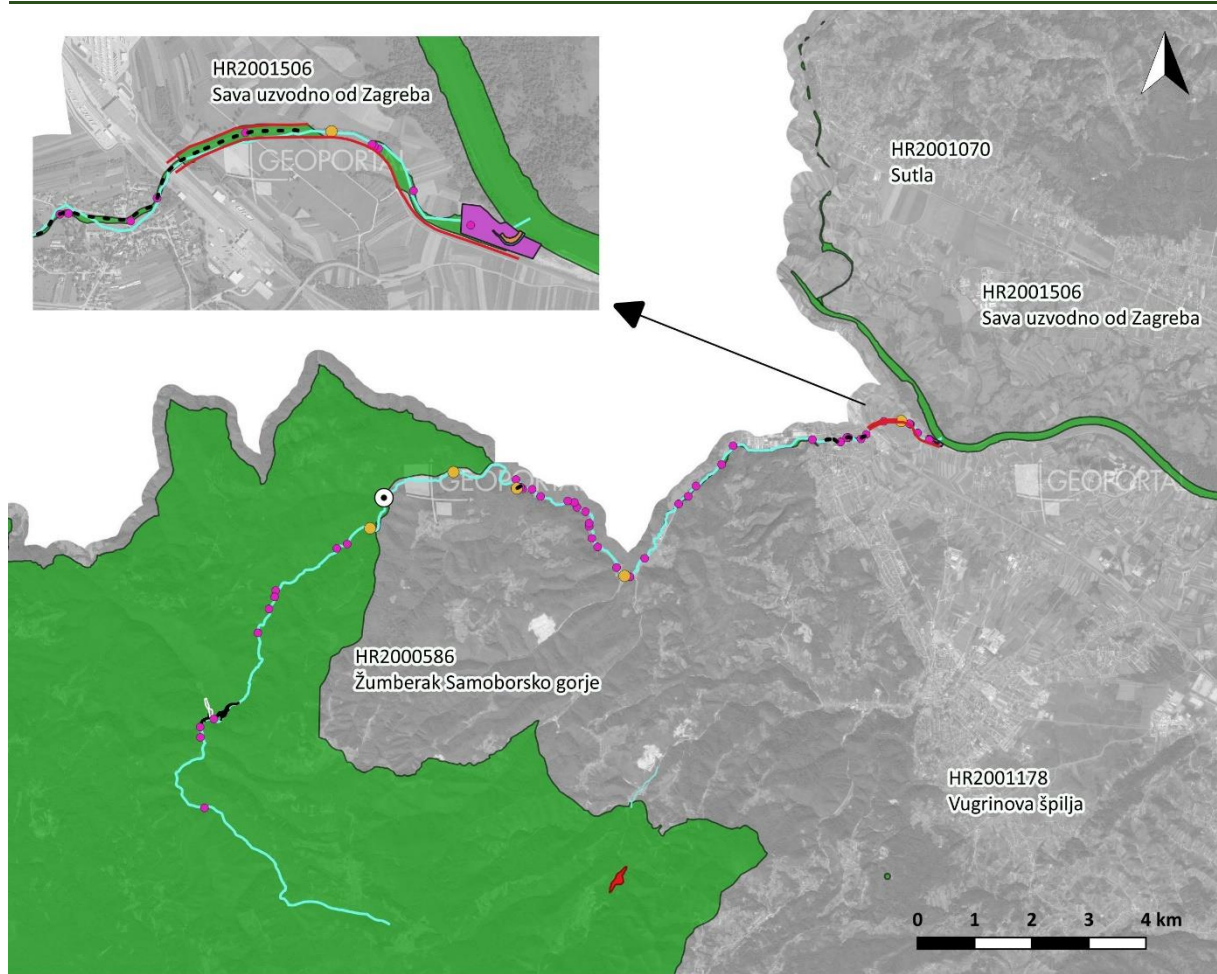 HR2001506
Sava uzvodno od Zagreba
GEOPORTAL
HR2001070
Sutla
HR2001506
Sava uzvodno od Zagreba
GEOPORTAL
GEOPORTAL
HR2000586
Žumberak Samoborsko gorje
HR2001178
Vugrinova špilja
0 1 2 3 4 km